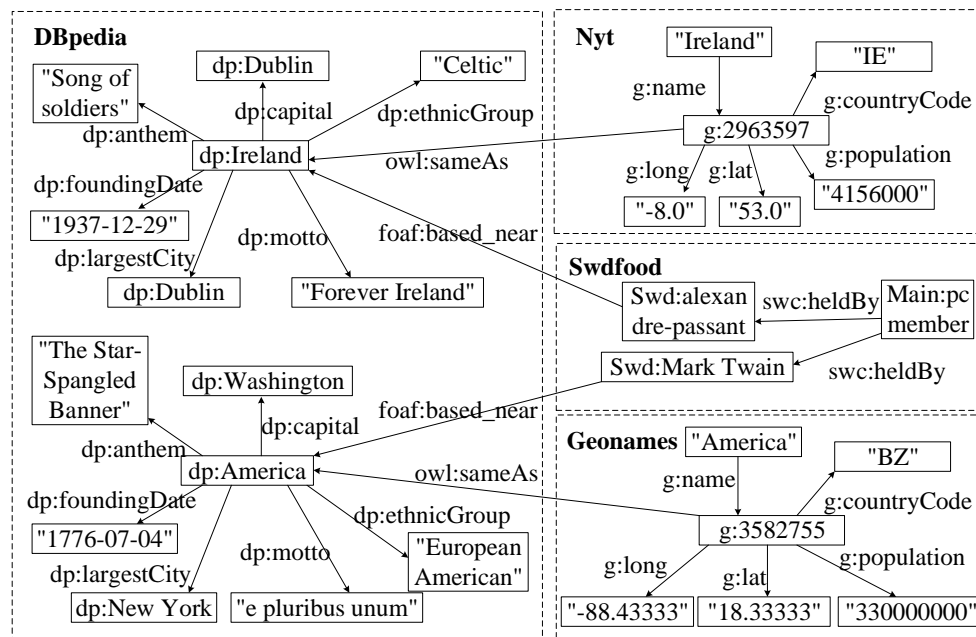 DBpedia
"Song of
soldiers"
dp:Dublin
"Celtic"
dp:anthem
dp:capital
dp:ethnicGroup
dp:Ireland
dp:foundingDate
"1937-12-29"
dp:largestCity
dp:motto
dp:Dublin
"Forever Ireland"
"The Star-
Spangled
Banner"
dp:Washington
dp:anthem
dp:capital
dp:America
dp:foundingDate
"1776-07-04"
dp:ethnicGroup
dp:largestCity
dp:motto
"European
American"
dp:New York
"e pluribus unum"
owl:sameAs
foaf:based_near
foaf:based_near
owl:sameAs
Nyt
"Ireland"
"IE"
g:name
g:countryCode
g:2963597
g:long
g:lat
g:population
"-8.0"
"53.0"
"4156000"
Swdfood
Swd:alexan
dre-passant
swc:heldBy
Main:pc
member
Swd:Mark Twain
swc:heldBy
Geonames
"America"
"BZ"
g:name
g:countryCode
g:3582755
g:long
g:lat
g:population
"-88.43333"
"18.33333"
"330000000"